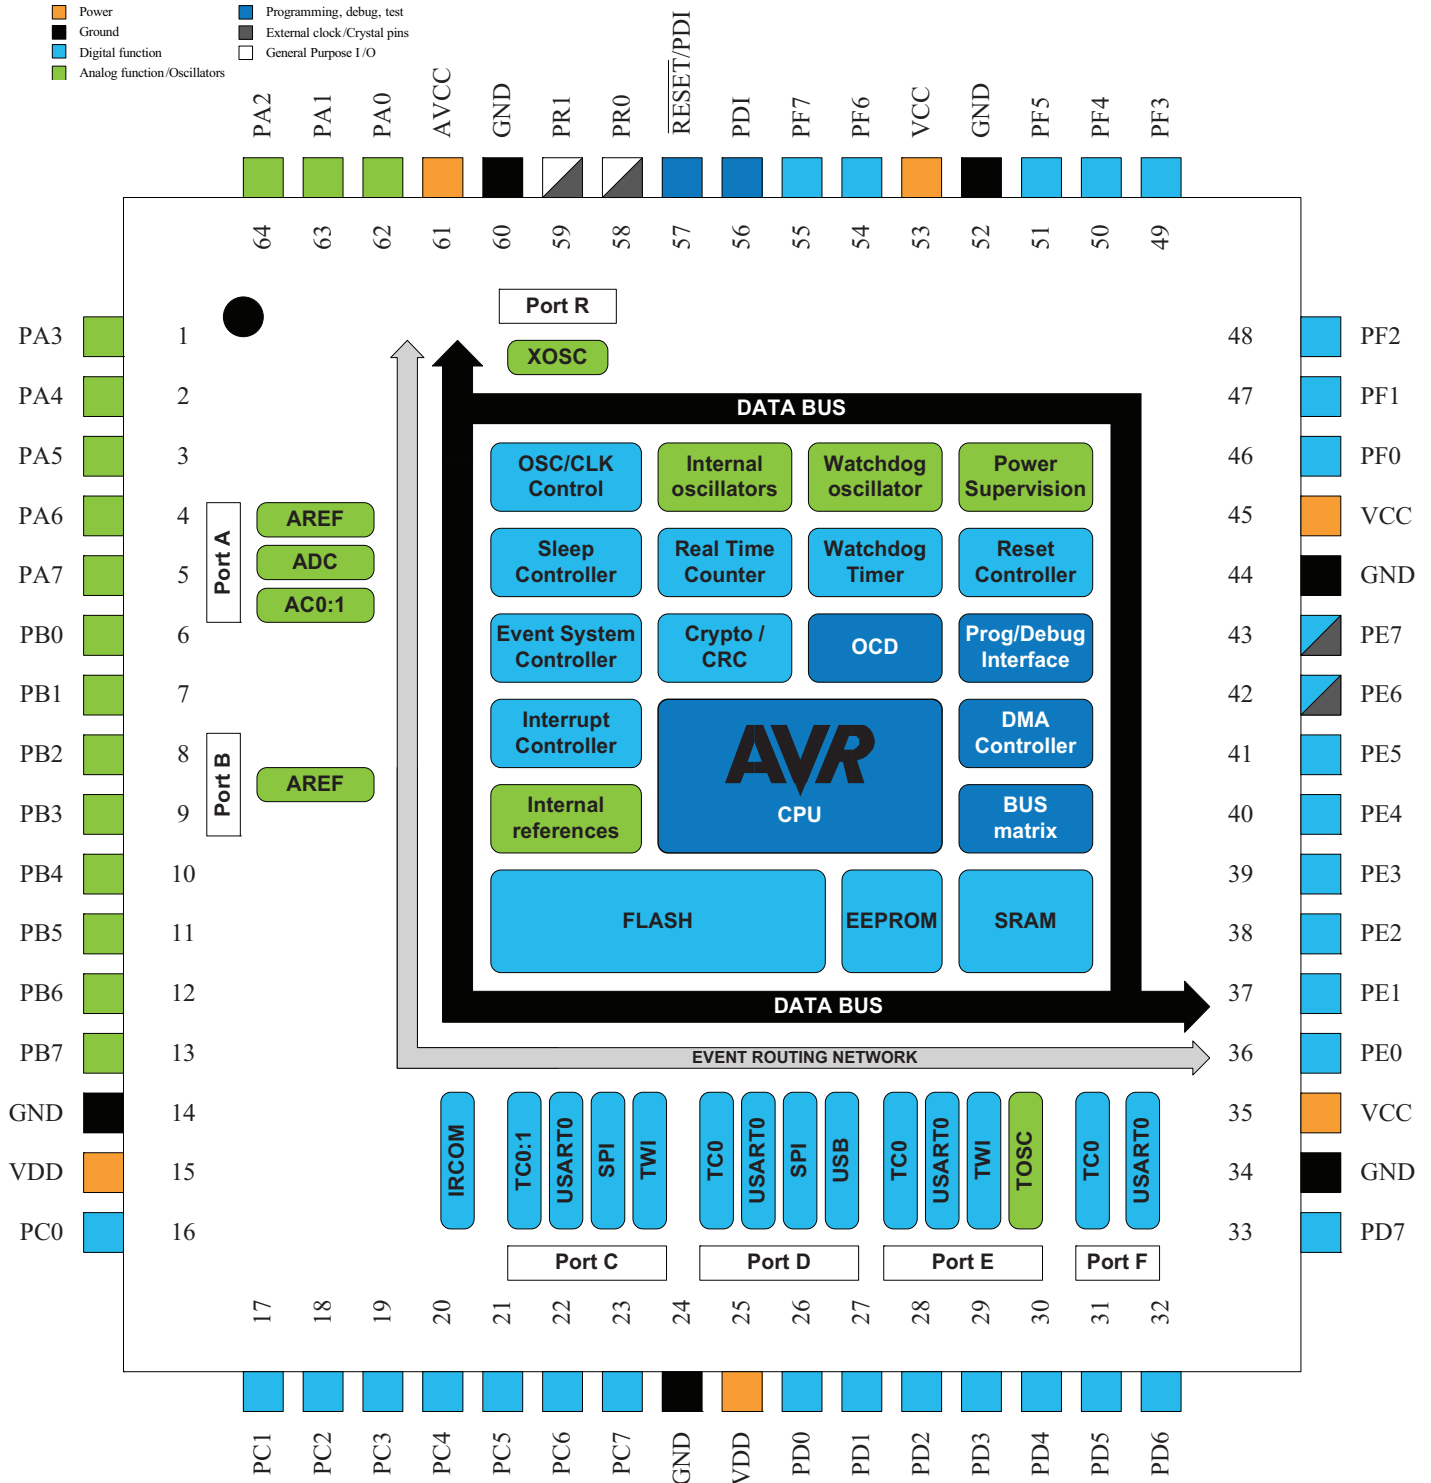 Power
Ground
Digital function
Analog function/Oscillators
Programming, debug, test
External clock/Crystal pins
General Purpose I/O
PA2
PA1
PA0
AVCC
GND
PR1
PR0
RESET/PDI
PDI
PF7
PF6
VCC
GND
PF5
PF4
PF3
64
63
62
61
60
59
58
57
56
55
54
53
52
51
50
49
PA3 1
PA4 2
PA5 3
PA6 4
PA7 5
PB0 6
PB1 7
PB2 8
PB3 9
PB4 10
PB5 11
PB6 12
PB7 13
GND 14
VDD 15
PC0 16
Port R
XOSC
Port A
AREF
ADC
AC0:1
Port B
AREF
DATA BUS
OSC/CLK
Control
Internal
oscillators
Watchdog
oscillator
Power
Supervision
Sleep
Controller
Real Time
Counter
Watchdog
Timer
Reset
Controller
Event System
Controller
Crypto /
CRC
OCD
Prog/Debug
Interface
Interrupt
Controller
AVR
CPU
DMA
Controller
Internal
references
BUS
matrix
FLASH
EEPROM
SRAM
DATA BUS
EVENT ROUTING NETWORK
IRCOM
TC0:1
USART0
SPI
TWI
TC0
USART0
SPI
USB
TC0
USART0
TWI
TOSC
TC0
USART0
Port C
Port D
Port E
Port F
48 PF2
47 PF1
46 PF0
45 VCC
44 GND
43 PE7
42 PE6
41 PE5
40 PE4
39 PE3
38 PE2
37 PE1
36 PE0
35 VCC
34 GND
33 PD7
17
18
19
20
21
22
23
24
25
26
27
28
29
30
31
32
PC1
PC2
PC3
PC4
PC5
PC6
PC7
GND
VDD
PD0
PD1
PD2
PD3
PD4
PD5
PD6